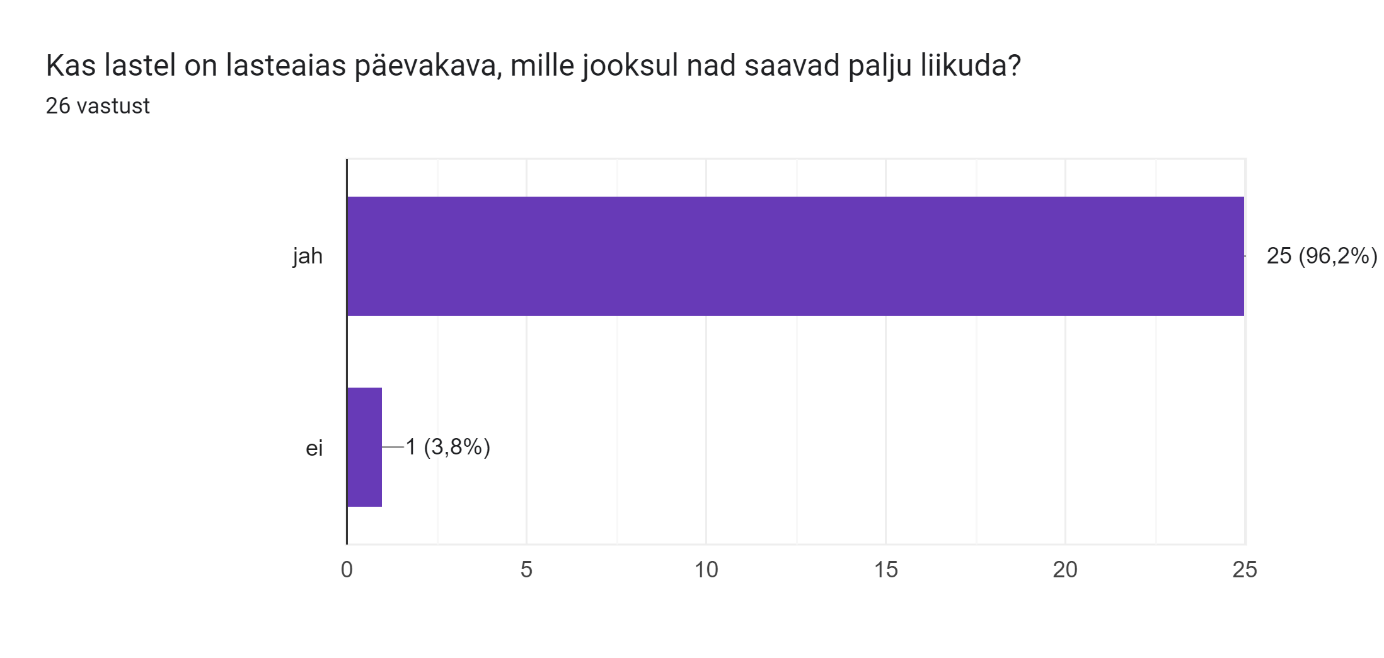 Kas lastel on lasteaias päevakava, mille jooksul nad saavad palju liikuda?
26 vastust
jah
25 (96,2%)
ei
1 (3,8%)
0 5 10 15 20 25